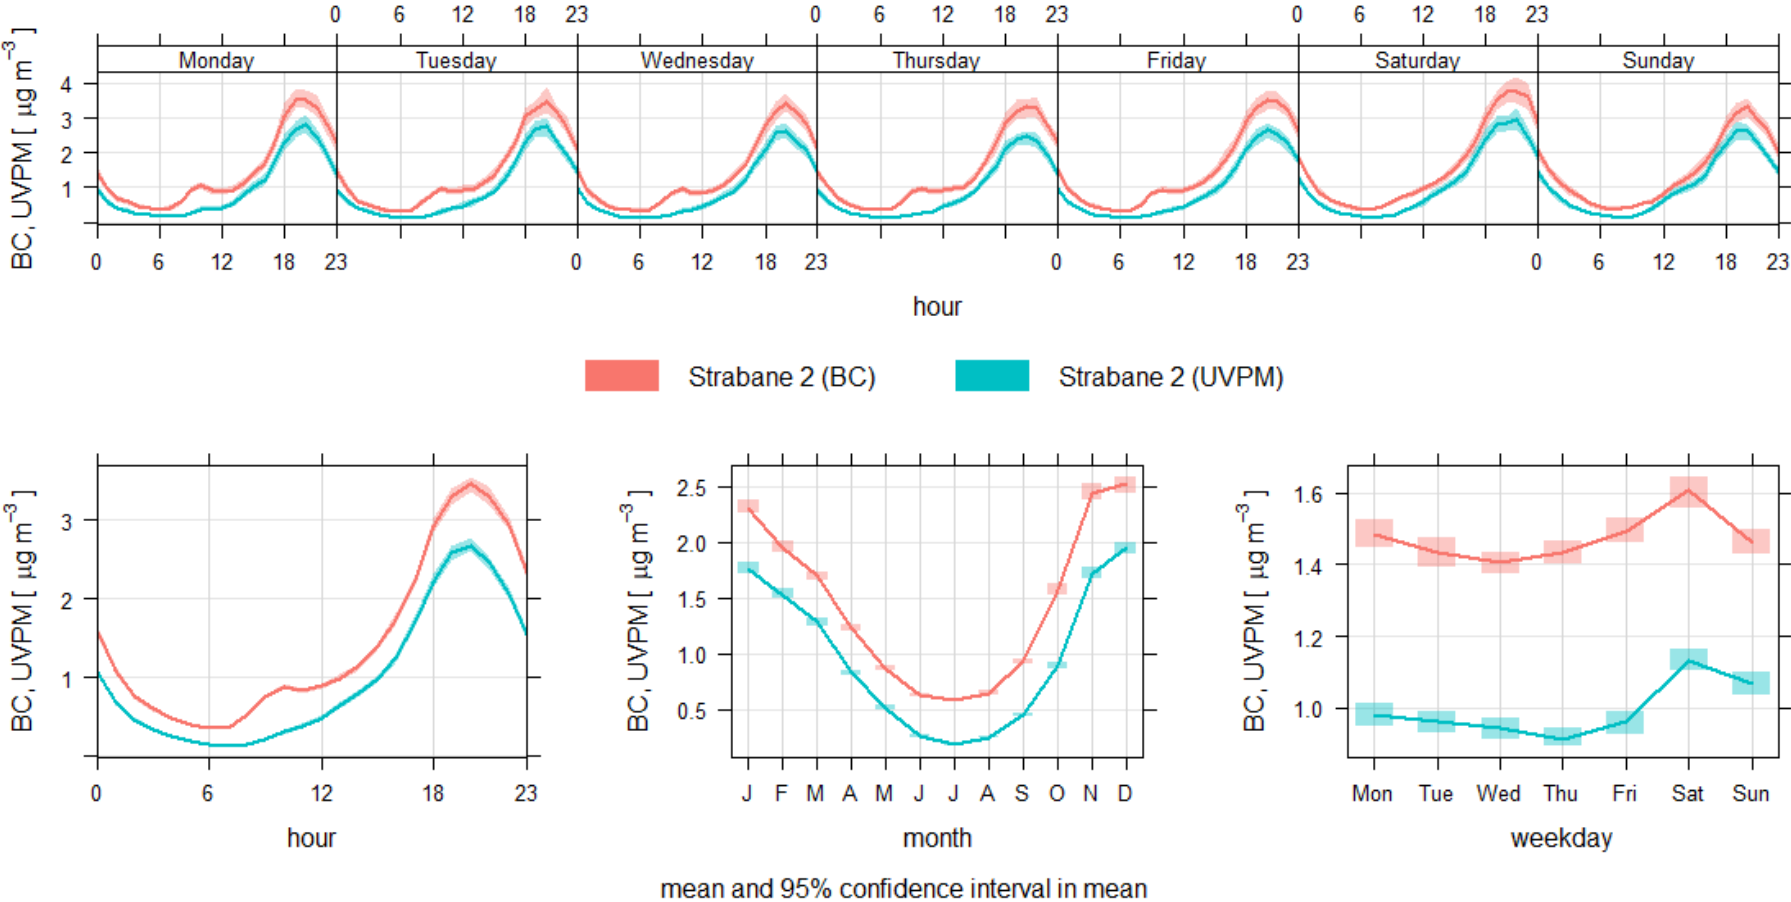 0 6 12 18 23 0 6 12 18 23 0 6 12 18 23
Monday Tuesday Wednesday Thursday Friday Saturday Sunday
BC, UVPM [ µg m⁻³ ]
4
3
2
1
0 6 12 18 23 0 6 12 18 23 0 6 12 18 23 0 6 12 18 23
hour
Strabane 2 (BC) Strabane 2 (UVPM)
BC, UVPM [ µg m⁻³ ]
3
2
1
0 6 12 18 23
hour
BC, UVPM [ µg m⁻³ ]
2.5
2.0
1.5
1.0
0.5
J F M A M J J A S O N D
month
BC, UVPM [ µg m⁻³ ]
1.6
1.4
1.2
1.0
Mon Tue Wed Thu Fri Sat Sun
weekday
mean and 95% confidence interval in mean